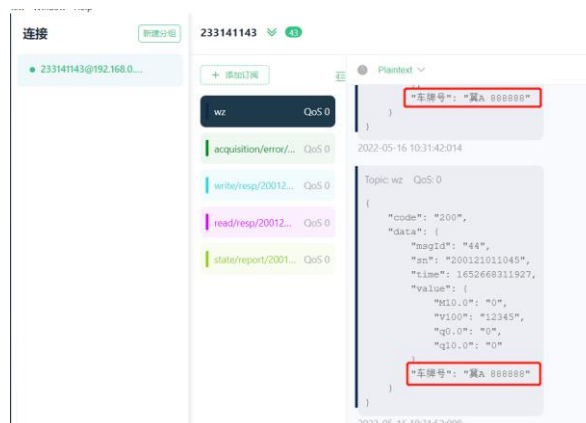 连接
新建分组
233141143@192.168.0....
233141143
43
+ 添加订阅
wz QoS 0
acquisition/error/... QoS 0
write/resp/20012... QoS 0
read/resp/20012... QoS 0
state/report/2001... QoS 0
Plaintext
"车牌号": "冀A 888888"
}
}
2022-05-16 10:31:42:014
Topic: wz QoS: 0
{
"code": "200",
"data": {
"msgId": "44",
"sn": "200121011045",
"time": 1652668311927,
"value": {
"M10.0": "0",
"V100": "12345",
"q0.0": "0",
"q10.0": "0"
}
"车牌号": "冀A 888888"
}
}